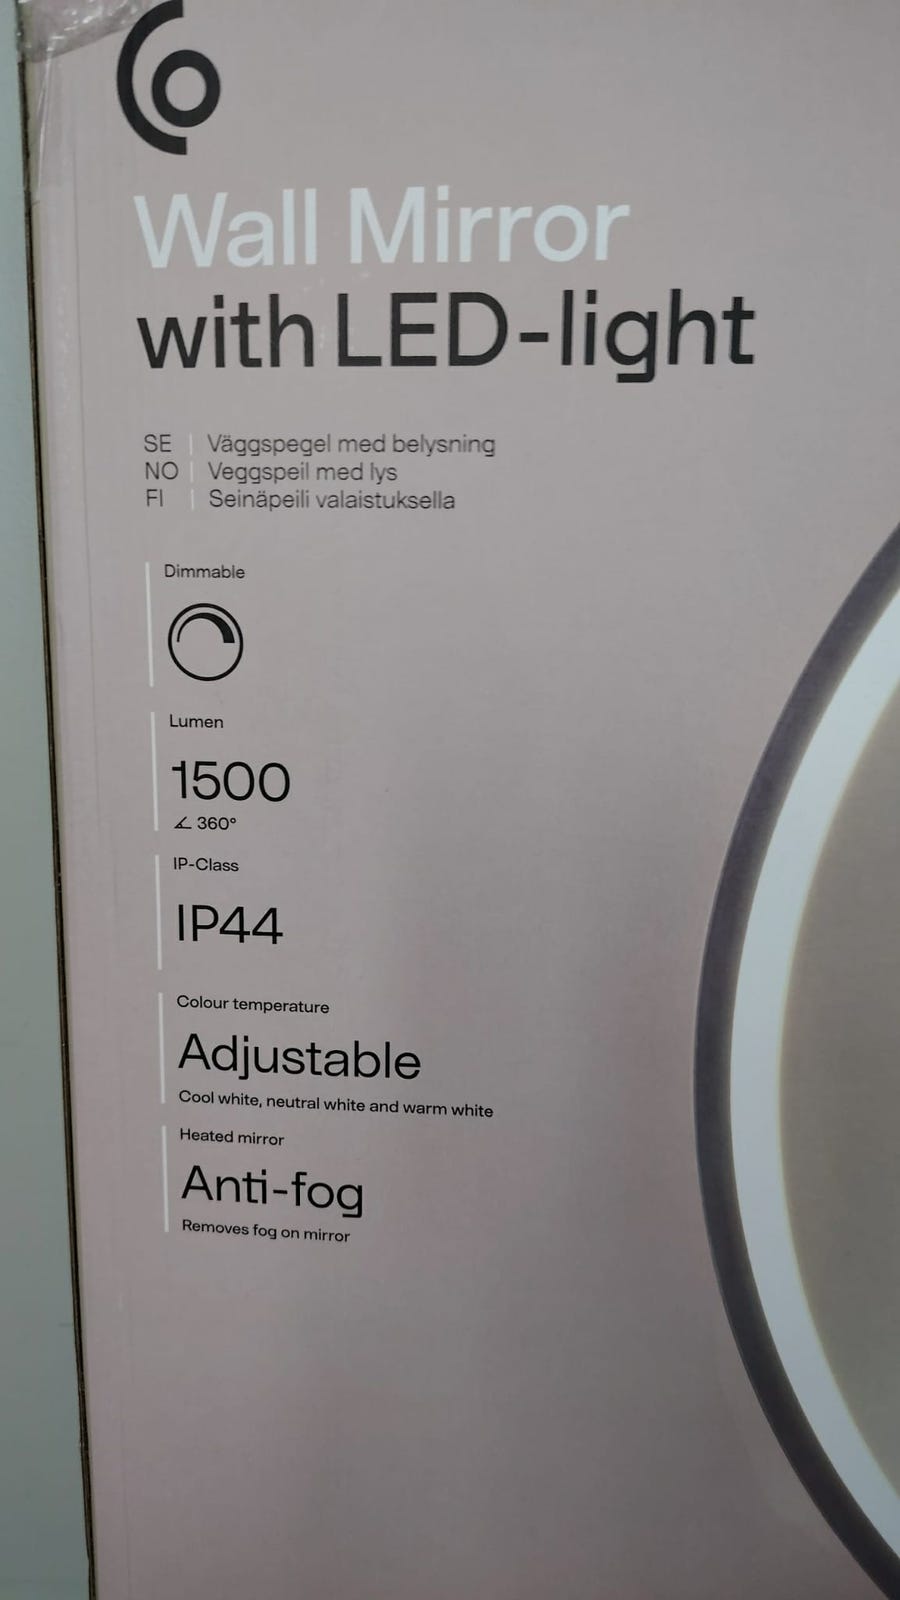 Wall Mirror
with LED-light
SE | Väggspegel med belysning
NO | Veggspeil med lys
FI | Seinäpeili valaistuksella
Dimmable
Lumen
1500
∠ 360°
IP-Class
IP44
Colour temperature
Adjustable
Cool white, neutral white and warm white
Heated mirror
Anti-fog
Removes fog on mirror